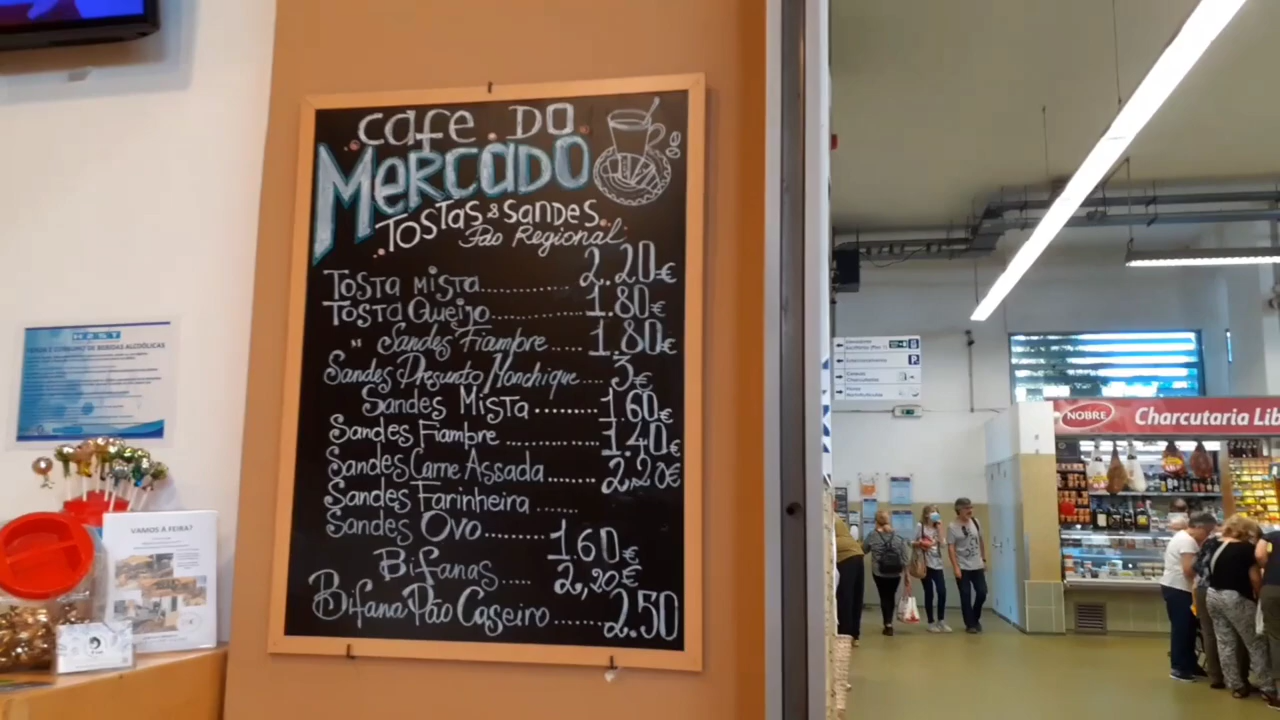 CAFE DO
MERCADO
TOSTAS & SANDES
Pão Regional
TOSTA MISTA........... 2.20€
TOSTA Queijo........... 1.80€
" Sandes Fiambre.... 1.80€
Sandes Presunto Monchique.... 3€
Sandes MISTA........ 1.60€
Sandes Fiambre............ 1.40€
Sandes Carne Assada....... 2,20€
Sandes Farinheira......
Sandes OVO........ 1.60€
Bifanas..... 2,20€
Bifana Pão Caseiro....... 2.50
VAMOS À FEIRA?
NOBRE
Charcutaria Lib
P